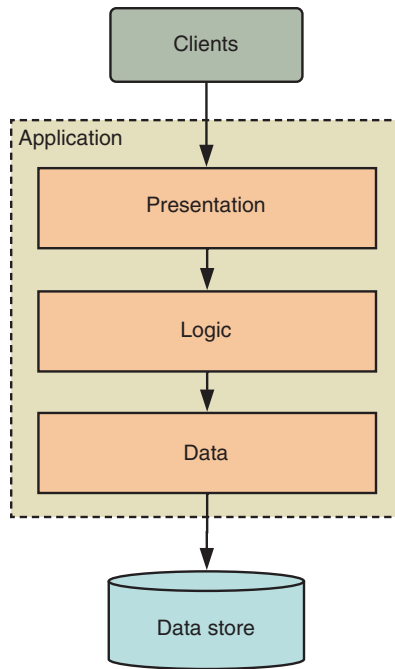 Clients
Application
Presentation
Logic
Data
Data store